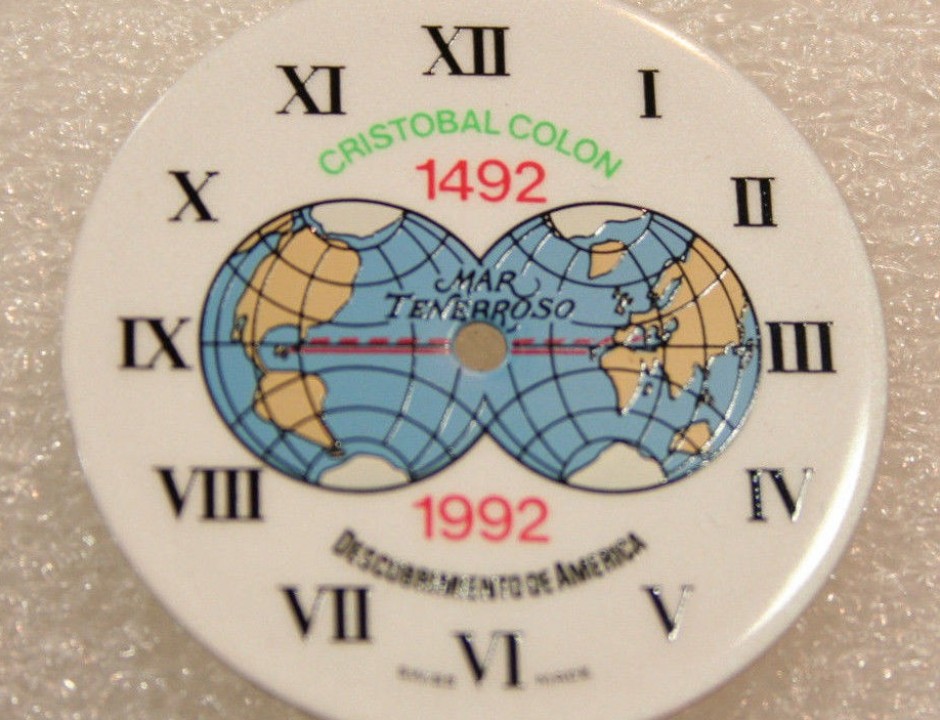 XII
I
II
III
IV
V
VI
VII
VIII
IX
X
XI
CRISTOBAL COLON
1492
MAR
TENEBROSO
1992
DESCUBRIMIENTO DE AMERICA